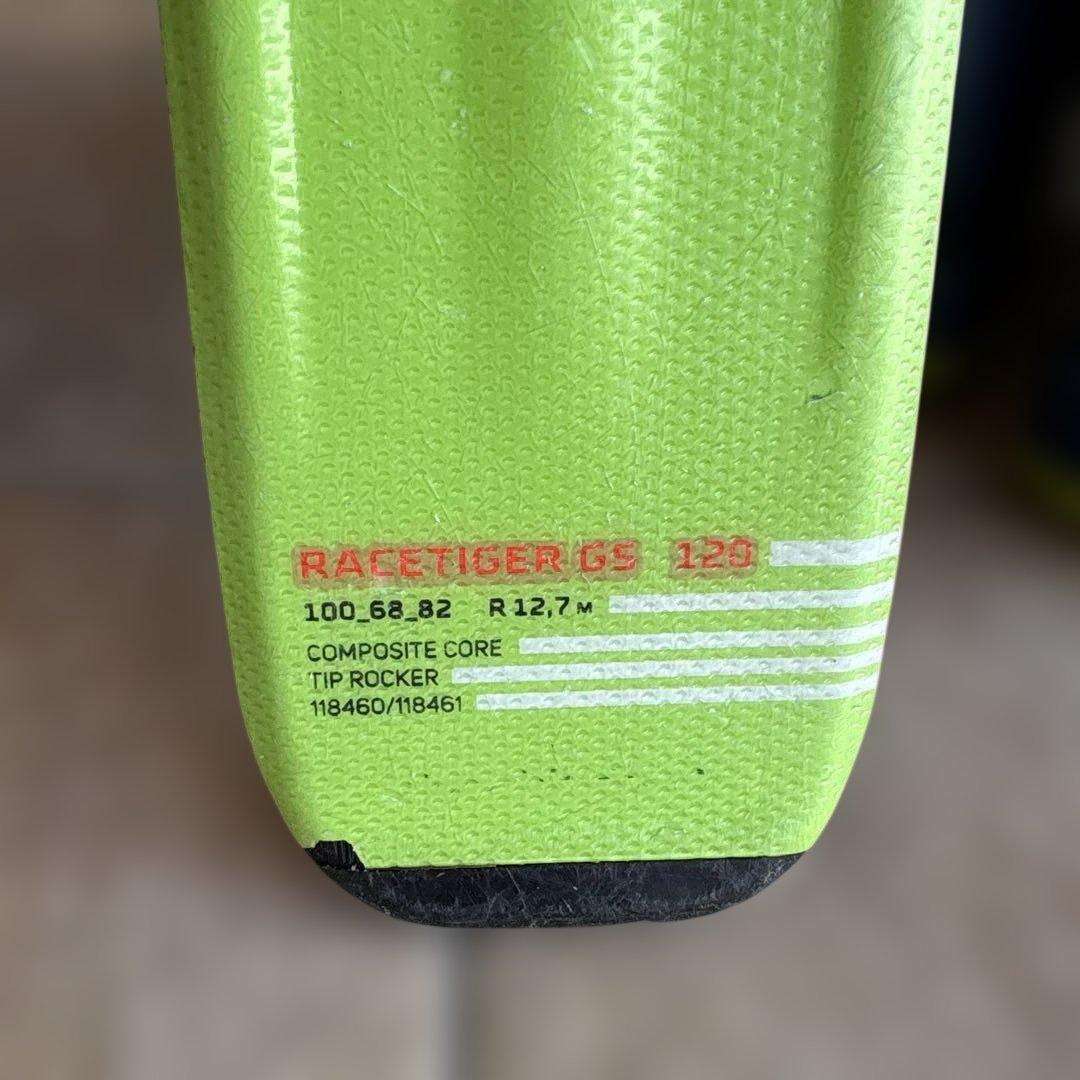 RACETIGER GS 120
100_68_82 R 12,7 M
COMPOSITE CORE
TIP ROCKER
118460/118461